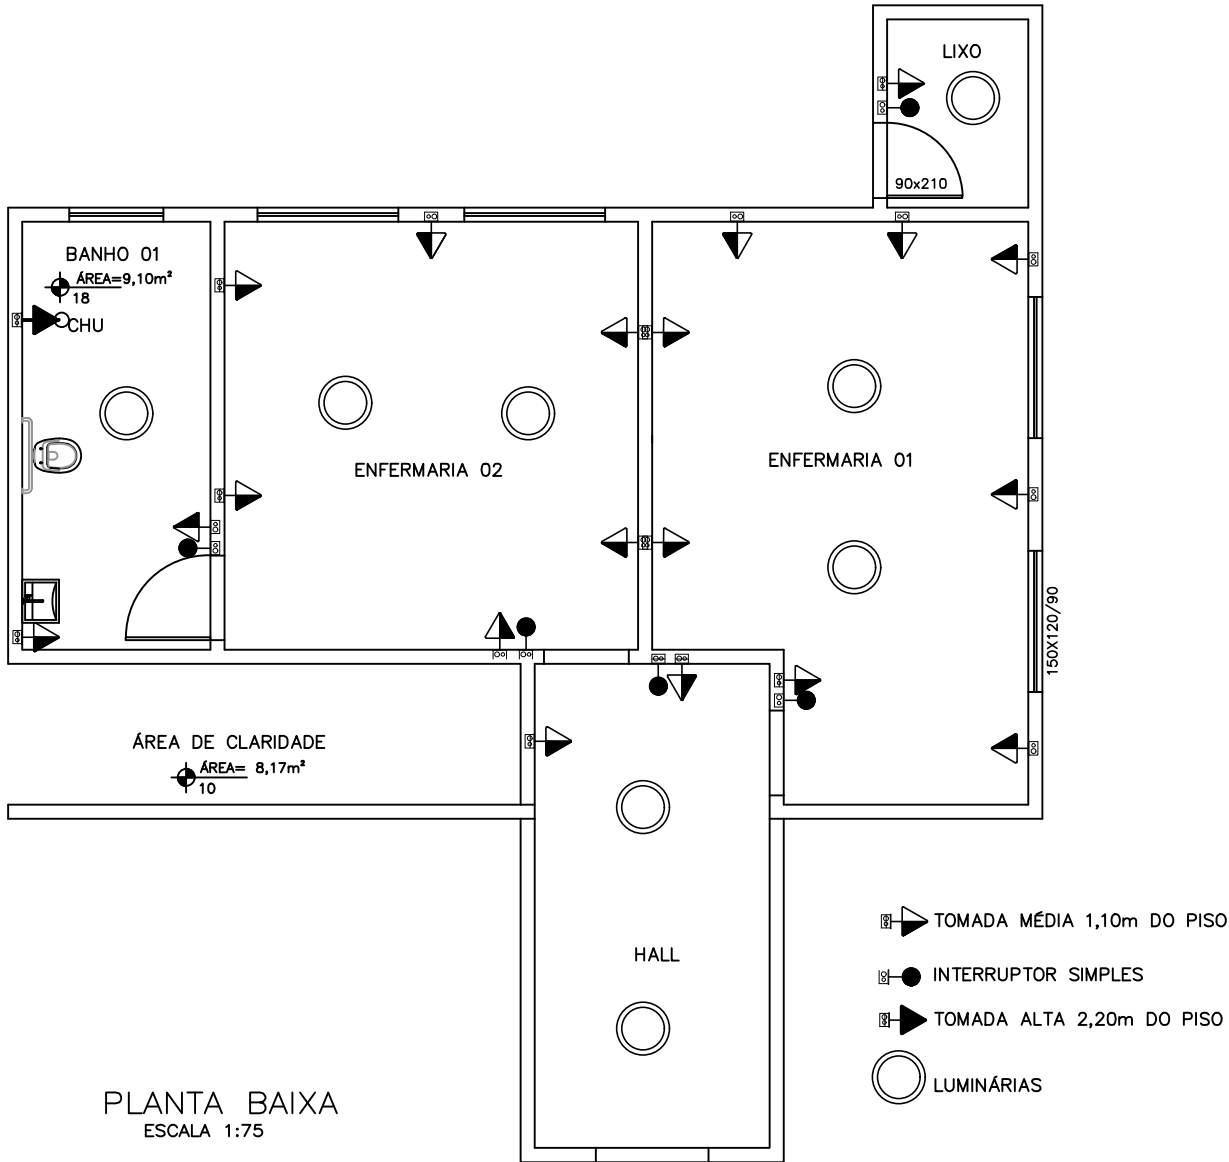 LIXO
90x210
BANHO 01
ÁREA=9,10m²
18
CHU
ENFERMARIA 02
ENFERMARIA 01
150X120/90
ÁREA DE CLARIDADE
ÁREA= 8,17m²
10
HALL
TOMADA MÉDIA 1,10m DO PISO
INTERRUPTOR SIMPLES
TOMADA ALTA 2,20m DO PISO
LUMINÁRIAS
PLANTA BAIXA
ESCALA 1:75